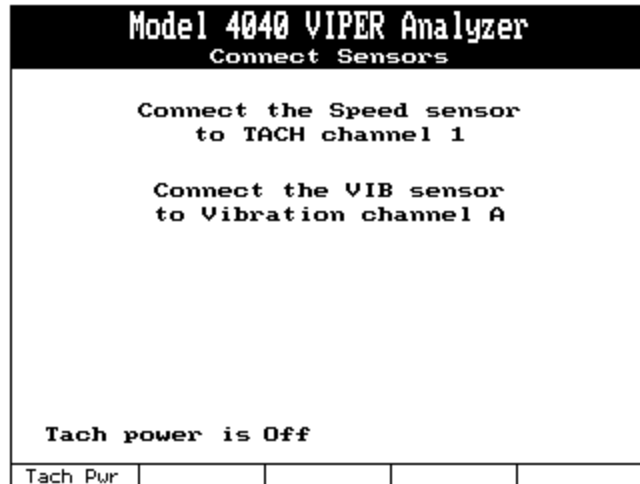 Model 4040 VIPER Analyzer
Connect Sensors
Connect the Speed sensor
to TACH channel 1
Connect the VIB sensor
to Vibration channel A
Tach power is Off
Tach Pwr